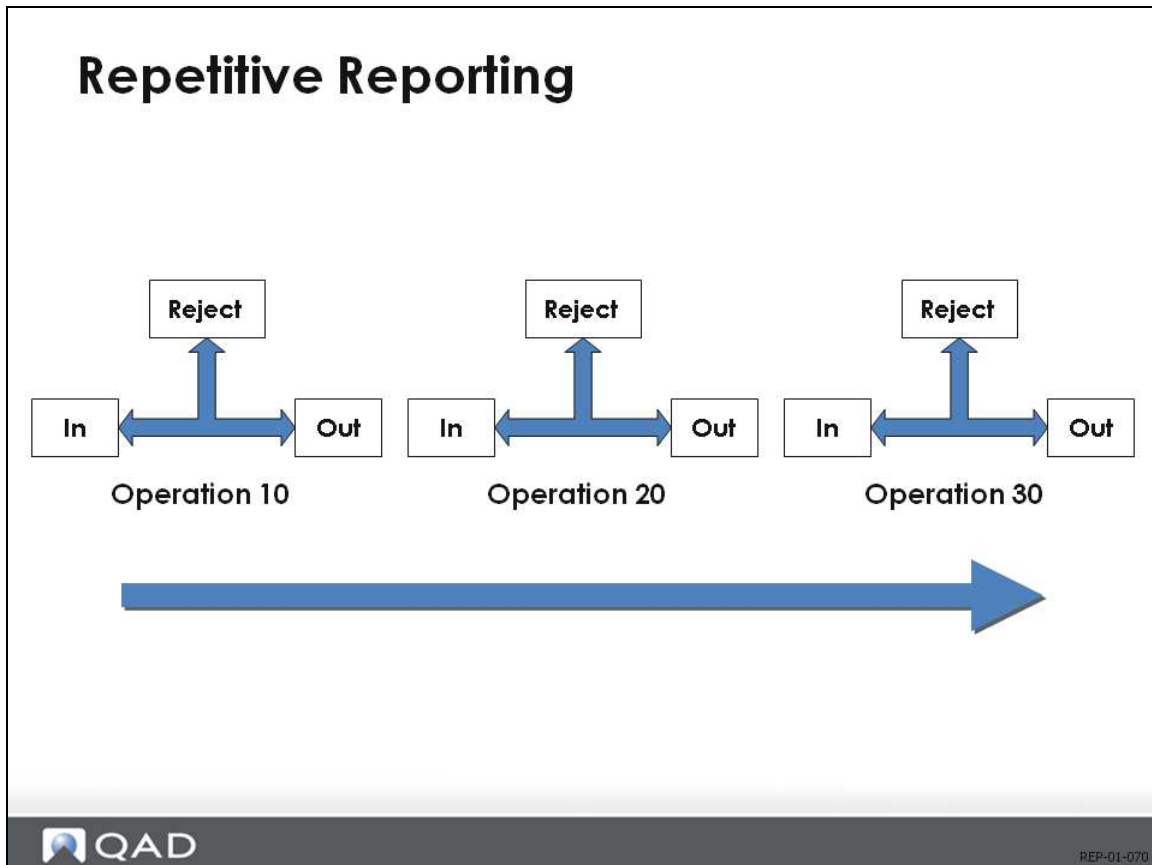 Repetitive Reporting
Reject
Reject
Reject
In
Out
In
Out
In
Out
Operation 10
Operation 20
Operation 30
QAD
REP-01-070